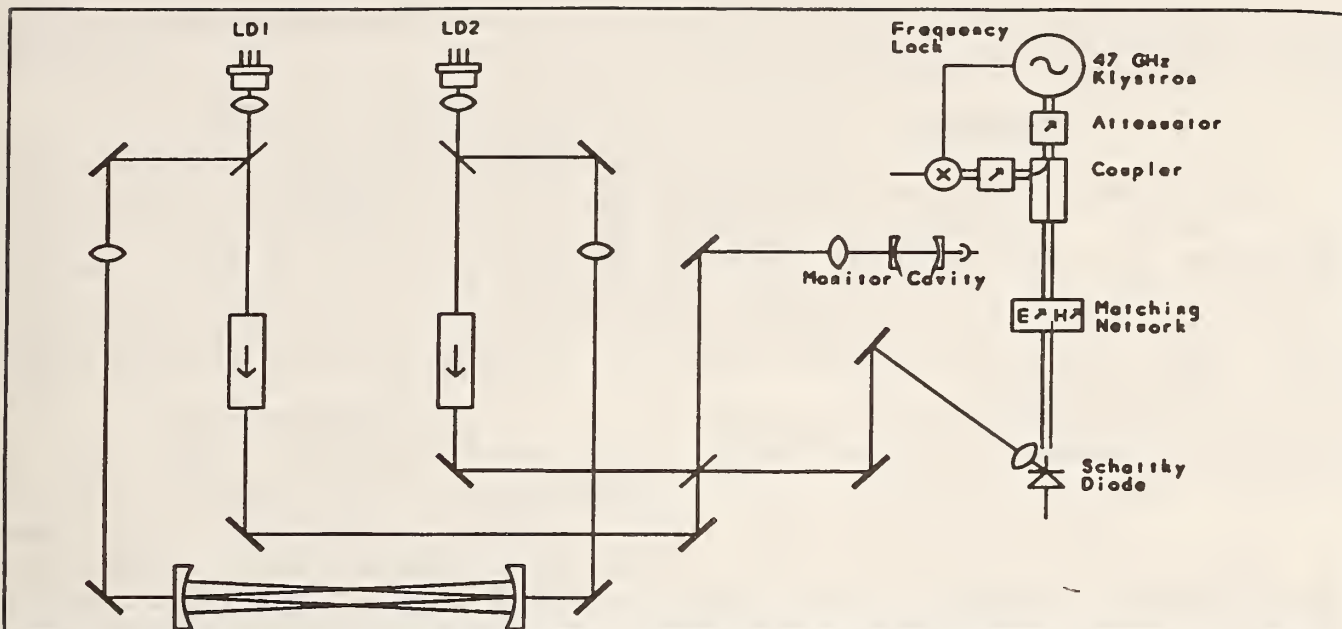 LD1
LD2
Frequency
Lock
47 GHz
Klystron
Attenuator
Coupler
Monitor Cavity
E H
Matching
Network
Schottky
Diode